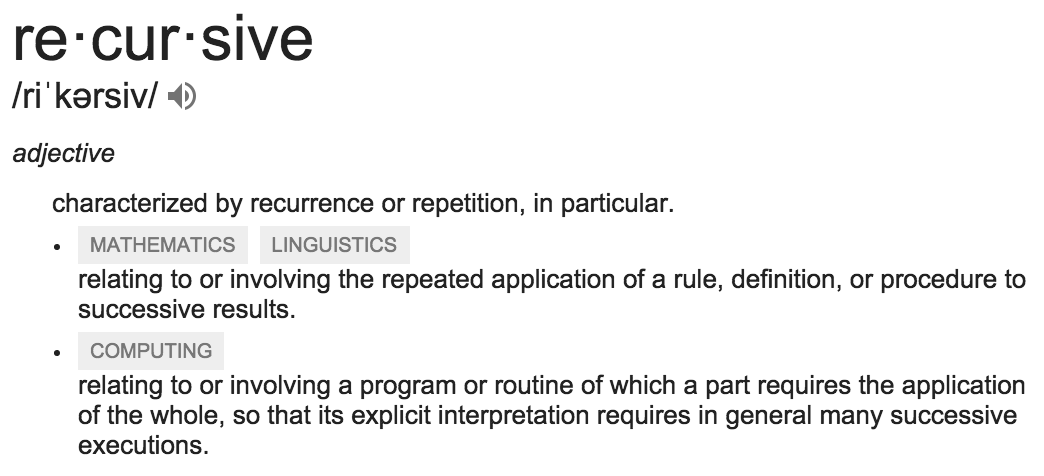 re·cur·sive
/riˈkərsiv/
adjective
characterized by recurrence or repetition, in particular.
• MATHEMATICS LINGUISTICS
relating to or involving the repeated application of a rule, definition, or procedure to
successive results.
• COMPUTING
relating to or involving a program or routine of which a part requires the application
of the whole, so that its explicit interpretation requires in general many successive
executions.